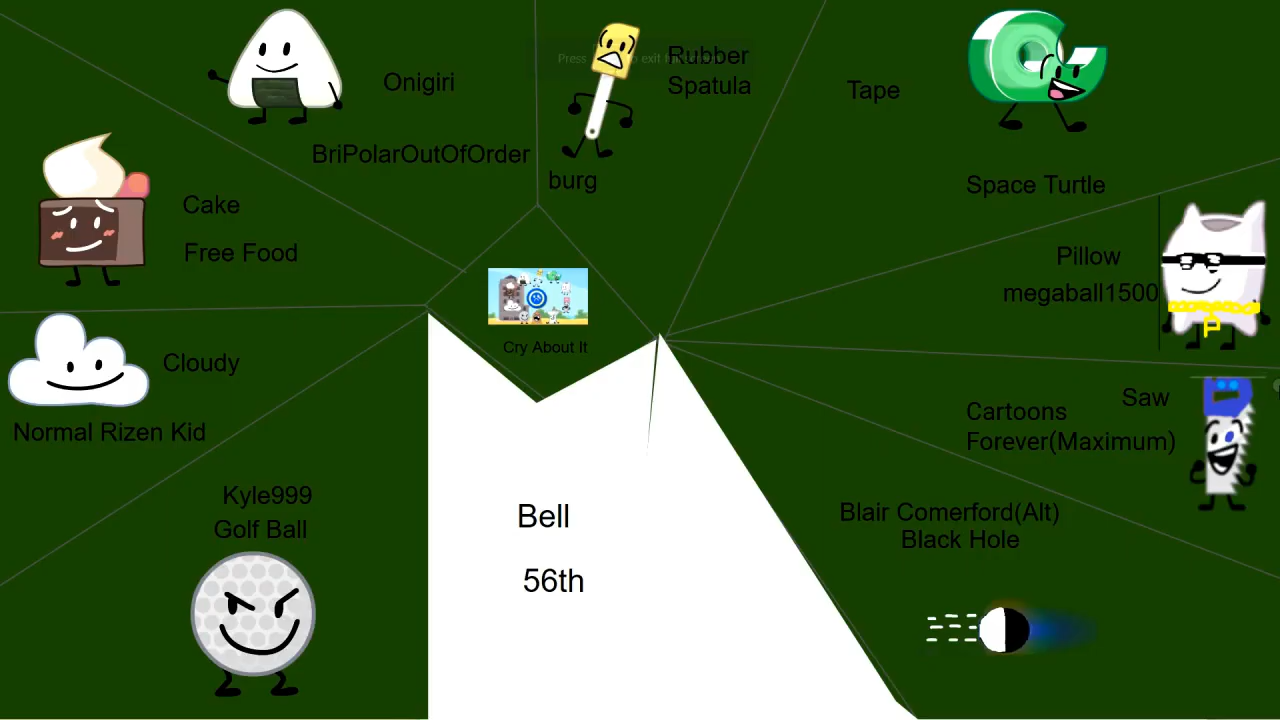 Onigiri
BriPolarOutOfOrder
Rubber
Spatula
burg
Tape
Space Turtle
Cake
Free Food
Pillow
megaball1500
Cry About It
Cloudy
Normal Rizen Kid
Saw
Cartoons
Forever(Maximum)
Kyle999
Golf Ball
Bell
56th
Blair Comerford(Alt)
Black Hole